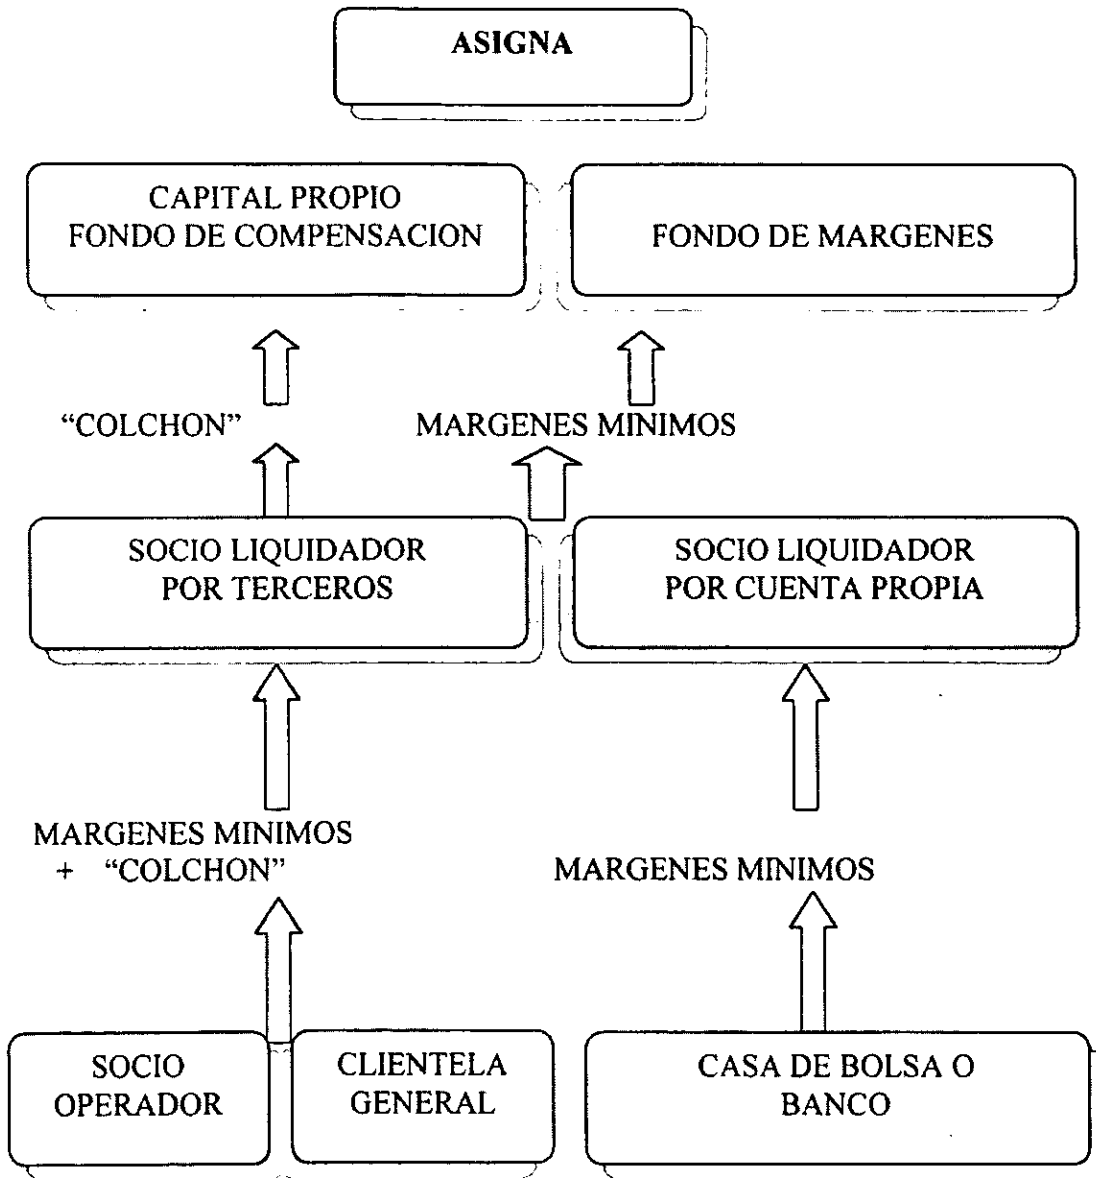 ASIGNA
CAPITAL PROPIO
FONDO DE COMPENSACION
FONDO DE MARGENES
“COLCHON”
MARGENES MINIMOS
SOCIO LIQUIDADOR
POR TERCEROS
SOCIO LIQUIDADOR
POR CUENTA PROPIA
MARGENES MINIMOS
+ “COLCHON”
MARGENES MINIMOS
SOCIO
OPERADOR
CLIENTELA
GENERAL
CASA DE BOLSA O
BANCO